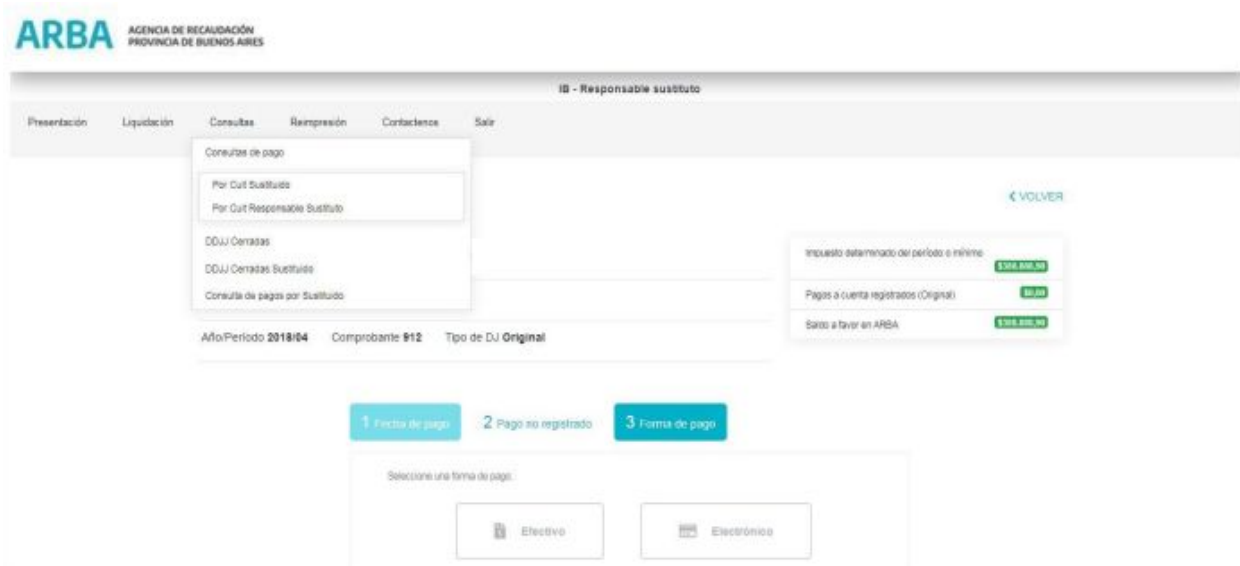 ARBA
AGENCIA DE RECAUDACIÓN
PROVINCIA DE BUENOS AIRES
IB - Responsable sustituto
Presentación Liquidación Consultas Reimpresión Contactenos Salir
Consultas de pago
Por Cuit Sustituido
Por Cuit Responsable Sustituto
DDJJ Cerradas
DDJJ Cerradas Sustituido
Consulta de pagos por Sustituido
VOLVER
Impuesto determinado del período o mínimo
Pagos a cuenta registrados (Original)
$0,00
Saldo a favor en ARBA
Año/Período 2018/04 Comprobante 912 Tipo de DJ Original
1 Fecha de pago 2 Pago no registrado 3 Forma de pago
Seleccione una forma de pago:
Efectivo Electrónico